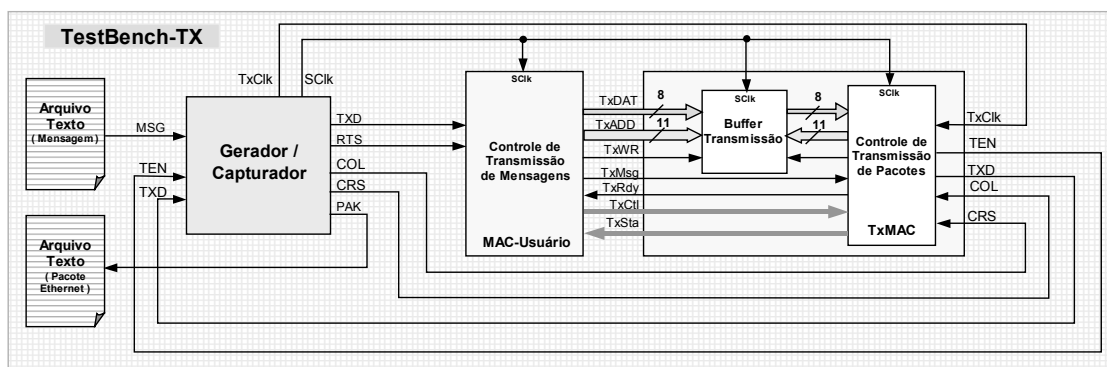 TestBench-TX
TxClk
SClk
Arquivo
Texto
( Mensagem )
MSG
TEN
TXD
Arquivo
Texto
( Pacote
Ethernet )
Gerador /
Capturador
TXD
RTS
COL
CRS
PAK
SClk
Controle de
Transmissão
de Mensagens
MAC-Usuário
TxDAT
8
TxADD
11
TxWR
TxMsg
TxRdy
TxCtl
TxSta
SClk
Buffer
Transmissão
8
11
SClk
Controle de
Transmissão
de Pacotes
TxMAC
TxClk
TEN
TXD
COL
CRS